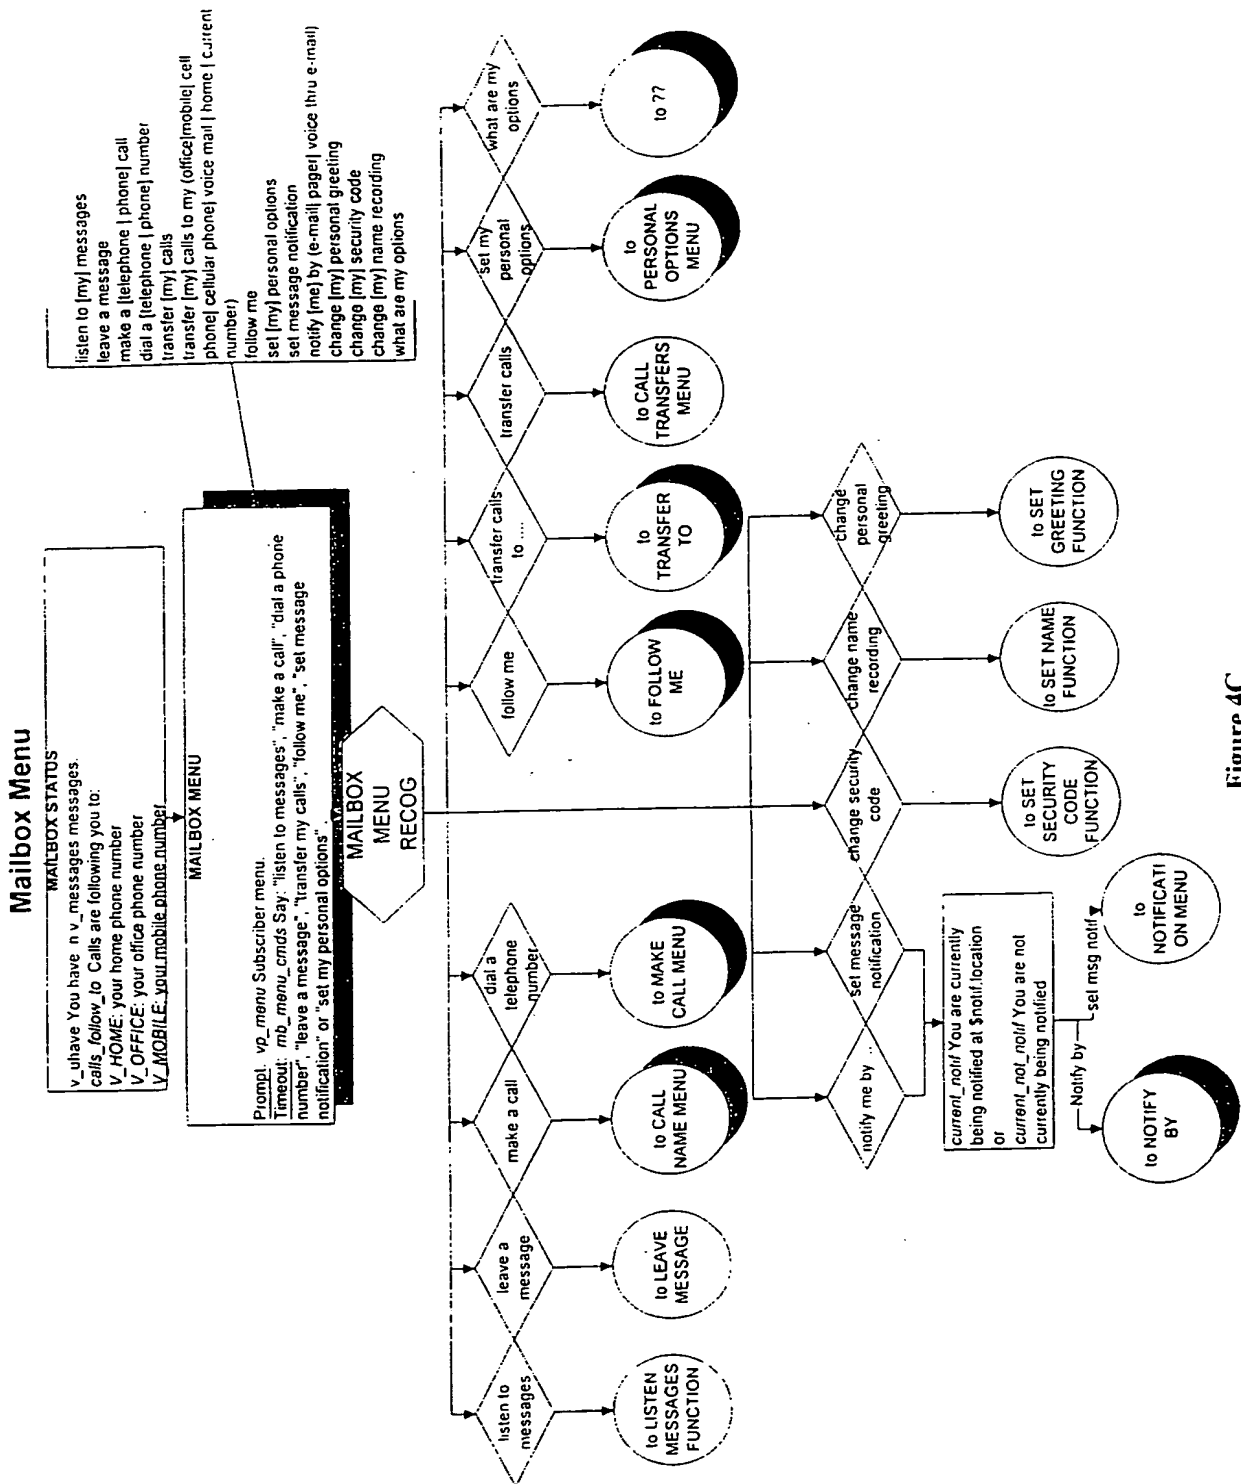 Mailbox Menu
MAILBOX STATUS
v_uhave You have n v_messages messages.
calls_follow_to Calls are following you to:
V_HOME: your home phone number
V_OFFICE: your office phone number
V_MOBILE: your mobile phone number
MAILBOX MENU
Prompt. vp_menu Subscriber menu.
Timeout: mb_menu_cmds Say: "listen to messages", "make a call", "dial a phone
number", "leave a message", "transfer my calls", "follow me", "set message
notification" or "set my personal options"
listen to [my] messages
leave a message
make a [telephone | phone] call
dial a [telephone | phone] number
transfer [my] calls
transfer [my] calls to my (office|mobile| cell
phone| cellular phone| voice mail | home | current
number)
follow me
set [my] personal options
set message notification
notify [me] by (e-mail| pager| voice thru e-mail)
change [my] personal greeting
change [my] security code
change [my] name recording
what are my options
MAILBOX
MENU
RECOG
listen to
messages
leave a
message
make a call
dial a
telephone
number
follow me
transfer calls
to ....
transfer calls
set my
personal
options
what are my
options
to LISTEN
MESSAGES
FUNCTION
to LEAVE
MESSAGE
to CALL
NAME MENU
to MAKE
CALL MENU
to FOLLOW
ME
to
TRANSFER
TO
to CALL
TRANSFERS
MENU
to
PERSONAL
OPTIONS
MENU
to ??
notify me by ..
set message
notification
change security
code
change name
recording
change
personal
greeting
current_notif You are currently
being notified at $notif.location
or
current_not_notif You are not
currently being notified
Notify by
set msg notif
to NOTIFY
BY
to
NOTIFICATI
ON MENU
to SET
SECURITY
CODE
FUNCTION
to SET NAME
FUNCTION
to SET
GREETING
FUNCTION
Figure 4C